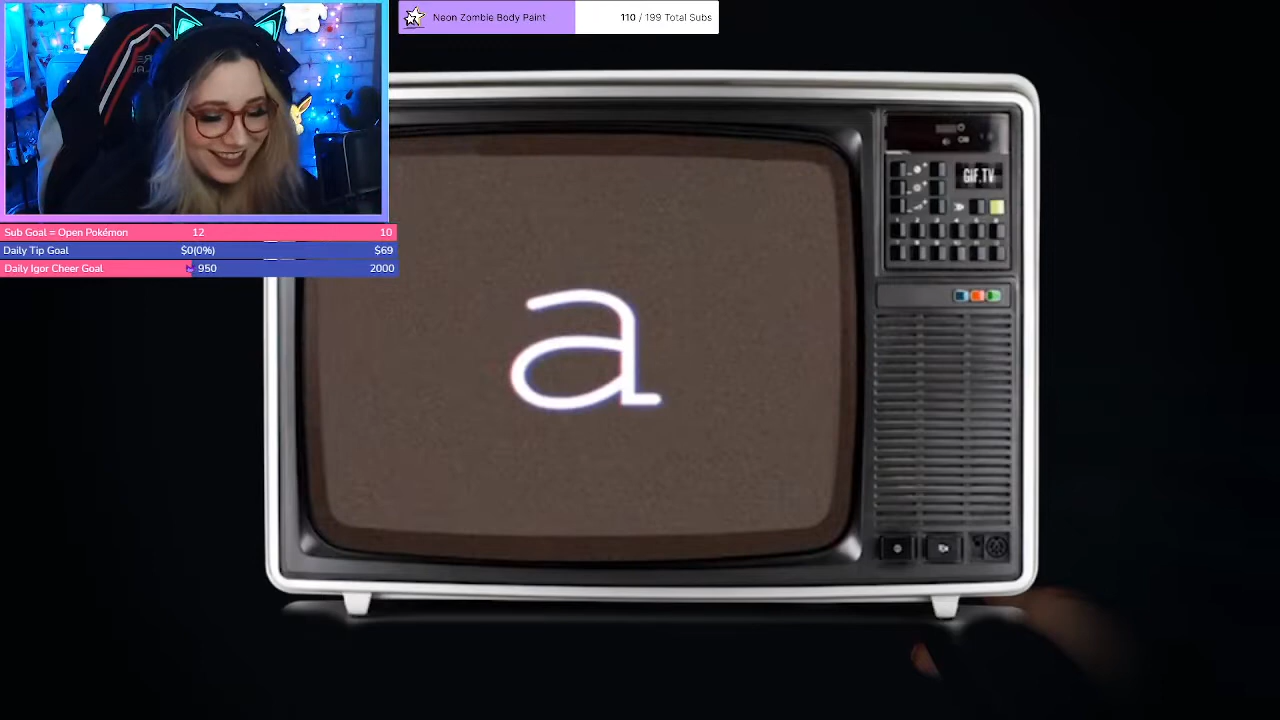 Neon Zombie Body Paint 110 / 199 Total Subs
Sub Goal = Open Pokémon 12 10
Daily Tip Goal $0(0%) $69
Daily Igor Cheer Goal 950 2000
GIF.TV
a